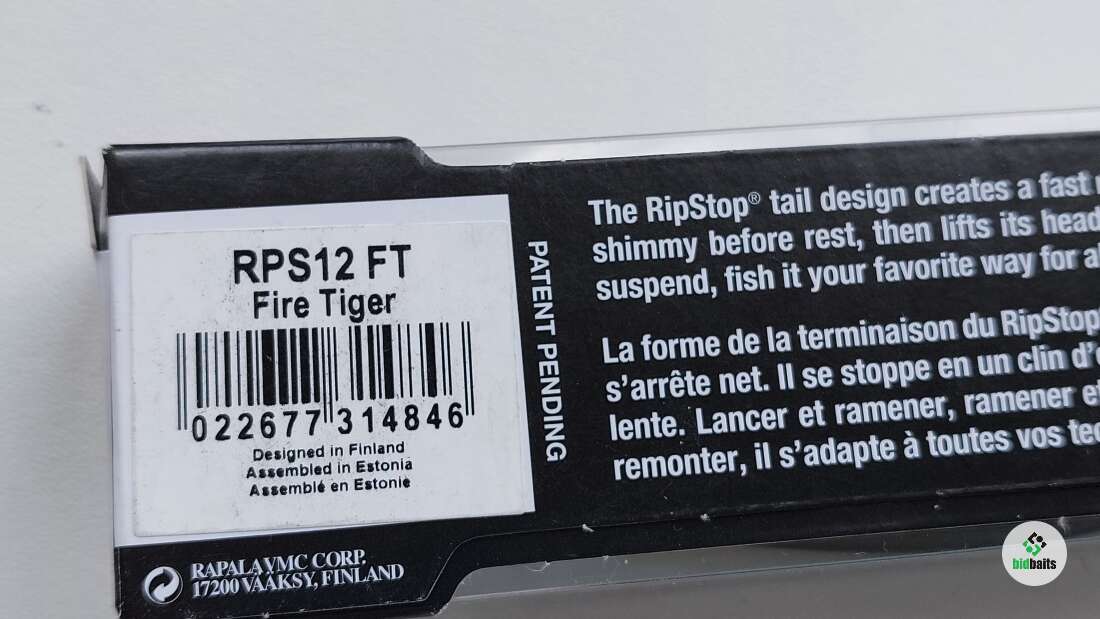 RPS12 FT
Fire Tiger
022677 314846
Designed in Finland
Assembled in Estonia
Assemblé en Estonie
RAPALA VMC CORP.
17200 VÄÄKSY, FINLAND
PATENT PENDING
The RipStop® tail design creates a fast
shimmy before rest, then lifts its head
suspend, fish it your favorite way for
La forme de la terminaison du RipStop
s'arrête net. Il se stoppe en un clin
lente. Lancer et ramener, ramener
remonter, il s'adapte à toutes vos
bidbaits